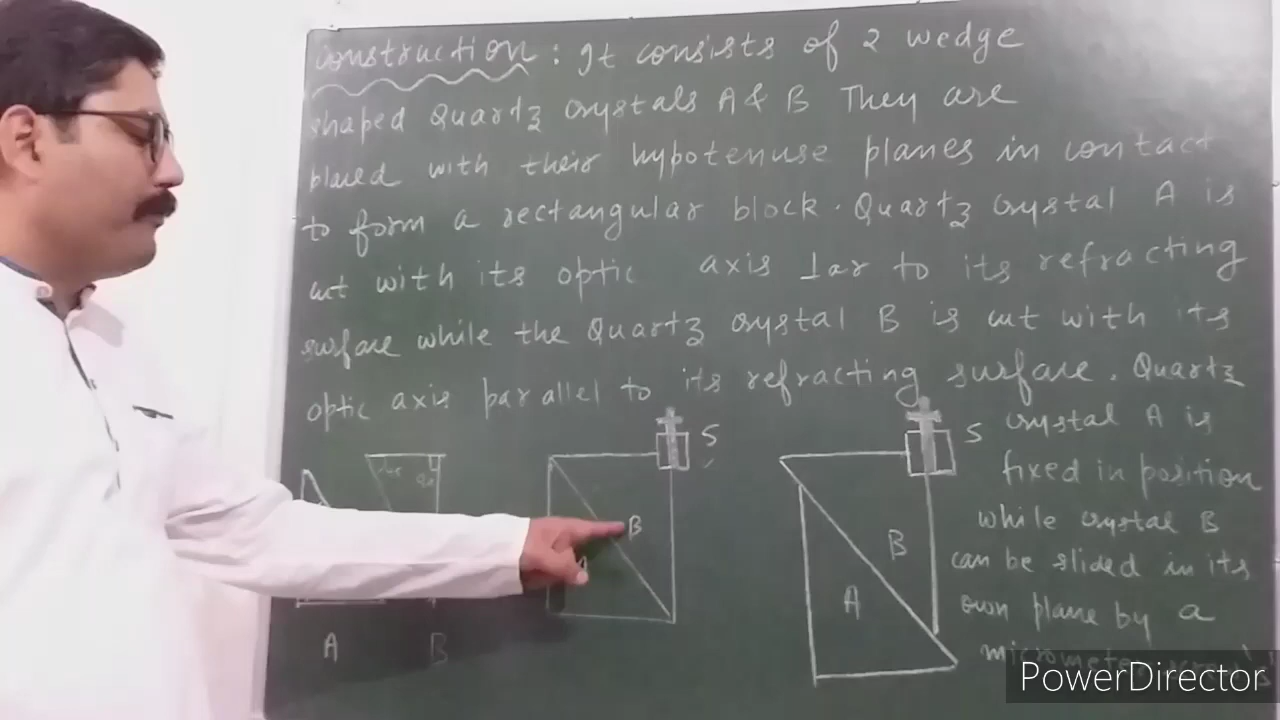 Construction: It consists of 2 wedge
shaped Quartz crystals A & B They are
placed with their hypotenuse planes in contact
to form a rectangular block. Quartz crystal A is
cut with its optic axis ⊥ar to its refracting
surface while the Quartz crystal B is cut with its
optic axis parallel to its refracting surface. Quartz
crystal A is
fixed in position
while crystal B
can be slided in its
own plane by a
micrometer screw 'S'
A
B
S
B
A
S
B
A
PowerDirector